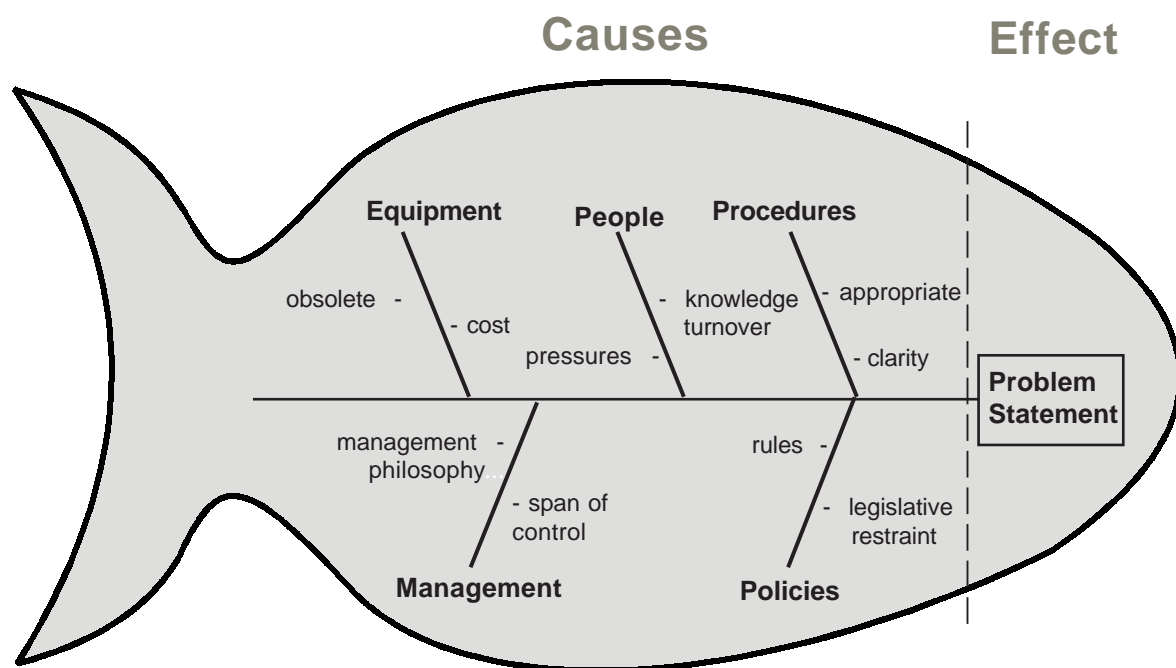 Causes
Effect
Equipment
People
Procedures
obsolete -
- cost
- knowledge
turnover
pressures -
- appropriate
- clarity
Problem
Statement
management -
philosophy...
- span of
control
rules -
- legislative
restraint
Management
Policies